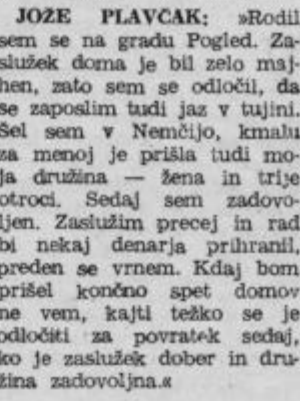 JOŽE PLAVČAK: »Rodil
sem se na gradu Pogled. Za-
služek doma je bil zelo maj-
hen, zato sem se odločil, da
se zaposlim tudi jaz v tujini.
Šel sem v Nemčijo, kmalu
za menoj je prišla tudi mo-
ja družina — žena in trije
otroci. Sedaj sem zadovo-
ljen. Zaslužim precej in rad
bi nekaj denarja prihranil,
preden se vrnem. Kdaj bom
prišel končno spet domov
ne vem, kajti težko se je
odločiti za povratek sedaj,
ko je zaslužek dober in dru-
žina zadovoljna.«